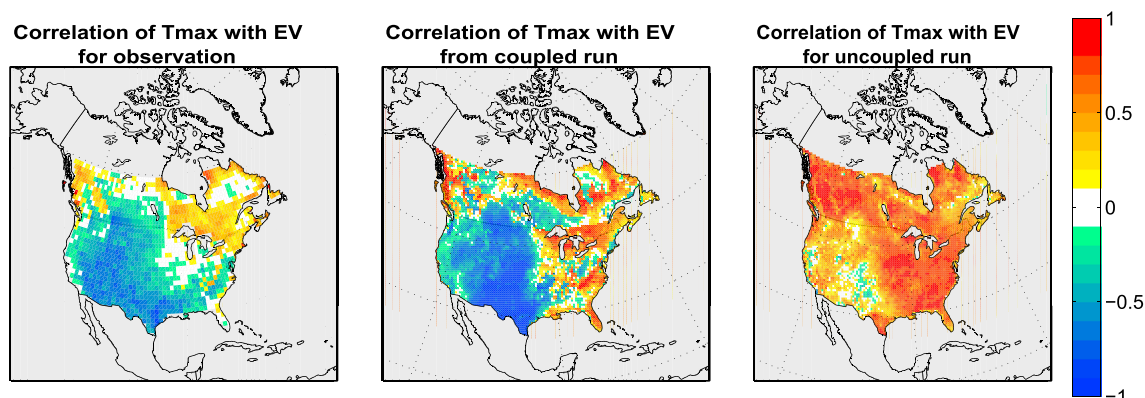 Correlation of Tmax with EV
for observation
Correlation of Tmax with EV
from coupled run
Correlation of Tmax with EV
for uncoupled run
1
0.5
0
−0.5
−1